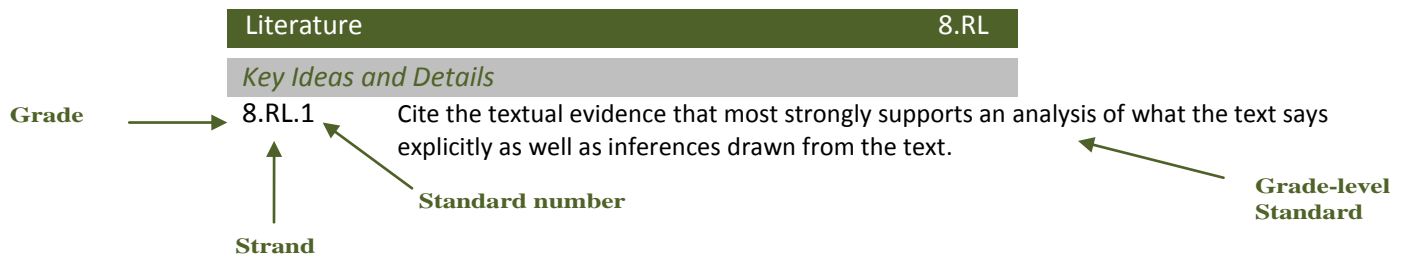 Literature 8.RL
Key Ideas and Details
Grade 8.RL.1 Cite the textual evidence that most strongly supports an analysis of what the text says
explicitly as well as inferences drawn from the text.
Standard number
Grade-level
Standard
Strand